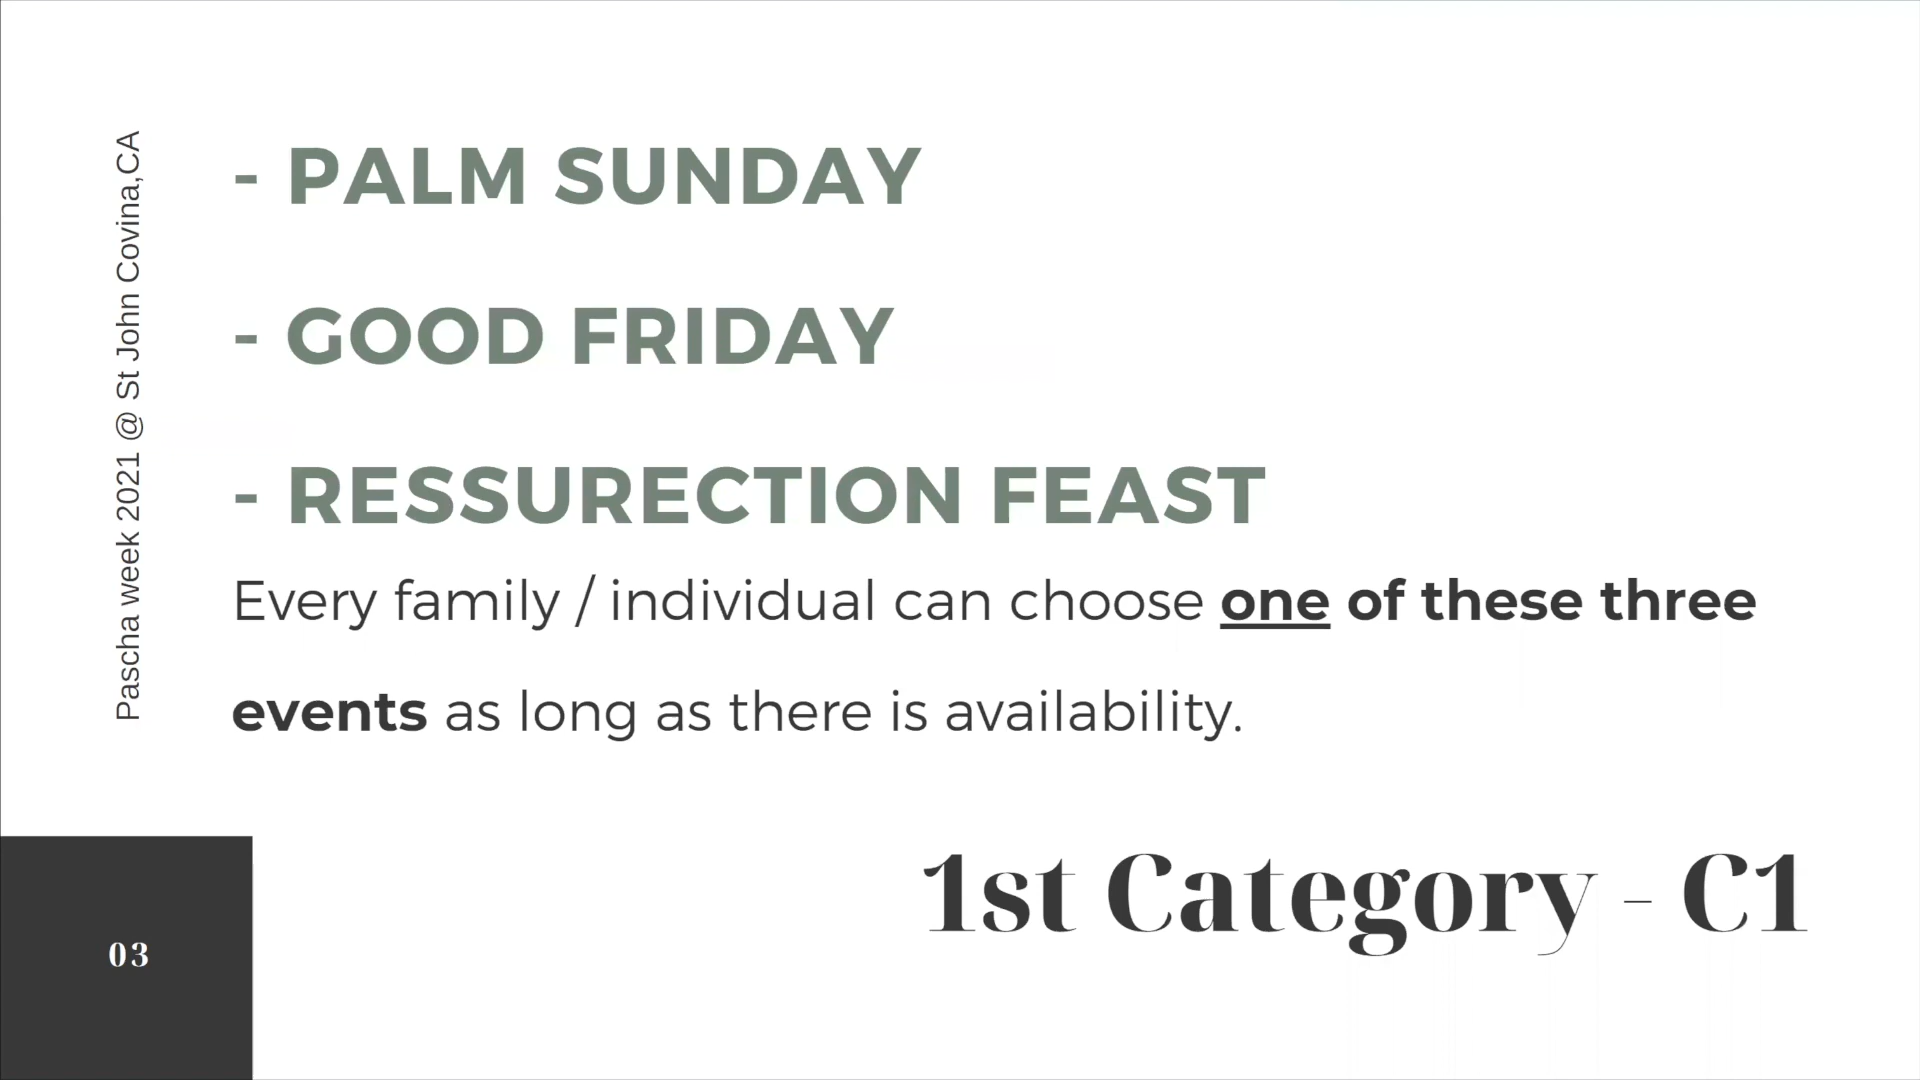 Pascha week 2021 @ St John Covina,CA
- PALM SUNDAY
- GOOD FRIDAY
- RESSURECTION FEAST
Every family / individual can choose one of these three
events as long as there is availability.
1st Category - C1
03